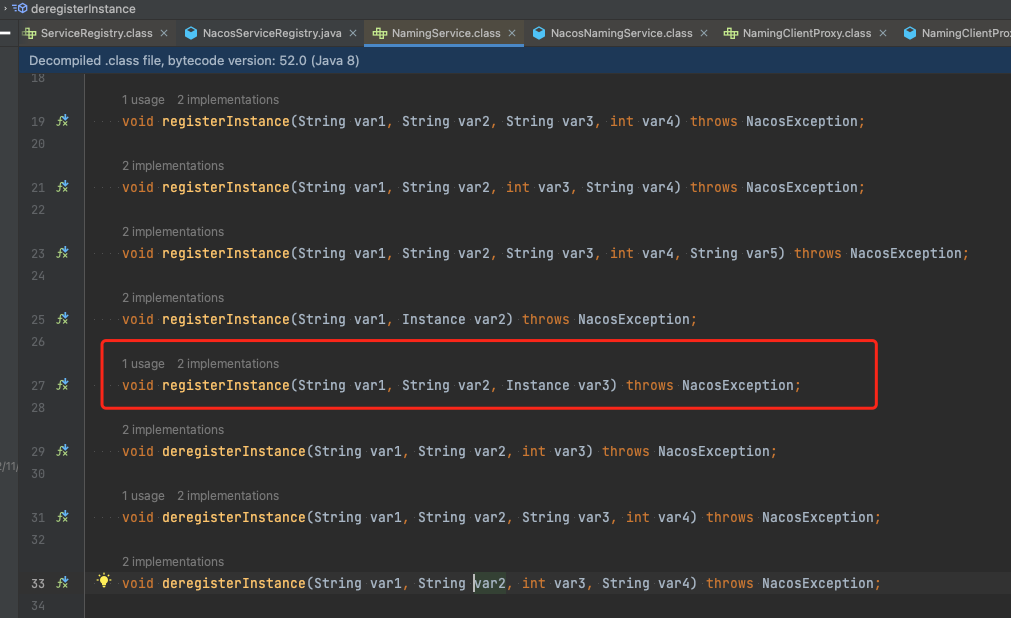 › deregisterInstance
ServiceRegistry.class × NacosServiceRegistry.java × NamingService.class × NacosNamingService.class × NamingClientProxy.class × NamingClientPro
Decompiled .class file, bytecode version: 52.0 (Java 8)
18
1 usage 2 implementations
19 void registerInstance(String var1, String var2, String var3, int var4) throws NacosException;
20
2 implementations
21 void registerInstance(String var1, String var2, int var3, String var4) throws NacosException;
22
2 implementations
23 void registerInstance(String var1, String var2, String var3, int var4, String var5) throws NacosException;
24
2 implementations
25 void registerInstance(String var1, Instance var2) throws NacosException;
26
1 usage 2 implementations
27 void registerInstance(String var1, String var2, Instance var3) throws NacosException;
28
2 implementations
29 void deregisterInstance(String var1, String var2, int var3) throws NacosException;
2/11/
30
1 usage 2 implementations
31 void deregisterInstance(String var1, String var2, String var3, int var4) throws NacosException;
32
2 implementations
33 void deregisterInstance(String var1, String var2, int var3, String var4) throws NacosException;
34